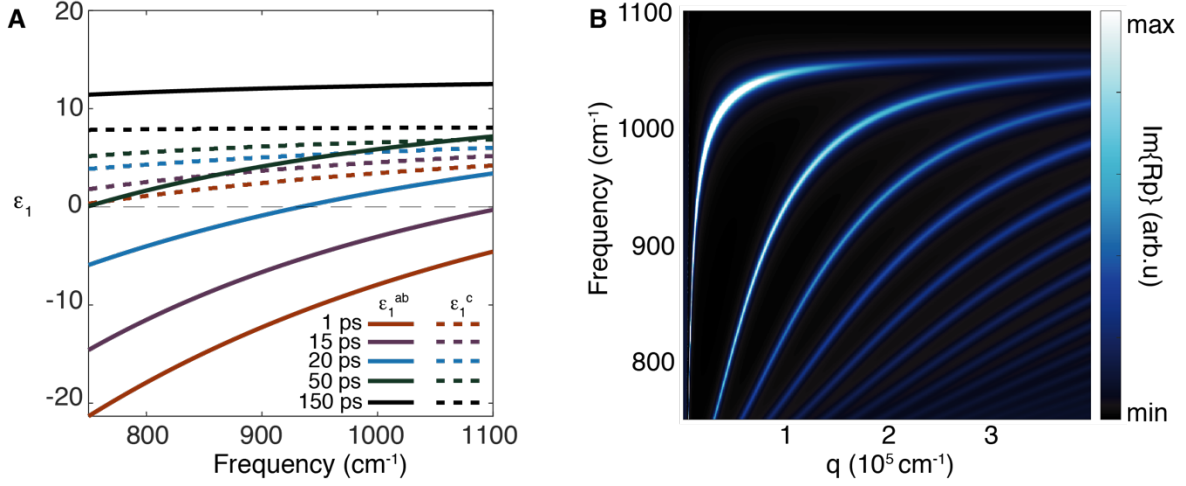 A
20
10
0
-10
-20
ε₁
800
900
1000
1100
Frequency (cm⁻¹)
ε₁ᵃᵇ ε₁ᶜ
1 ps
15 ps
20 ps
50 ps
150 ps
B
1100
1000
900
800
Frequency (cm⁻¹)
1
2
3
q (10⁵ cm⁻¹)
max
min
Im{Rp} (arb.u)